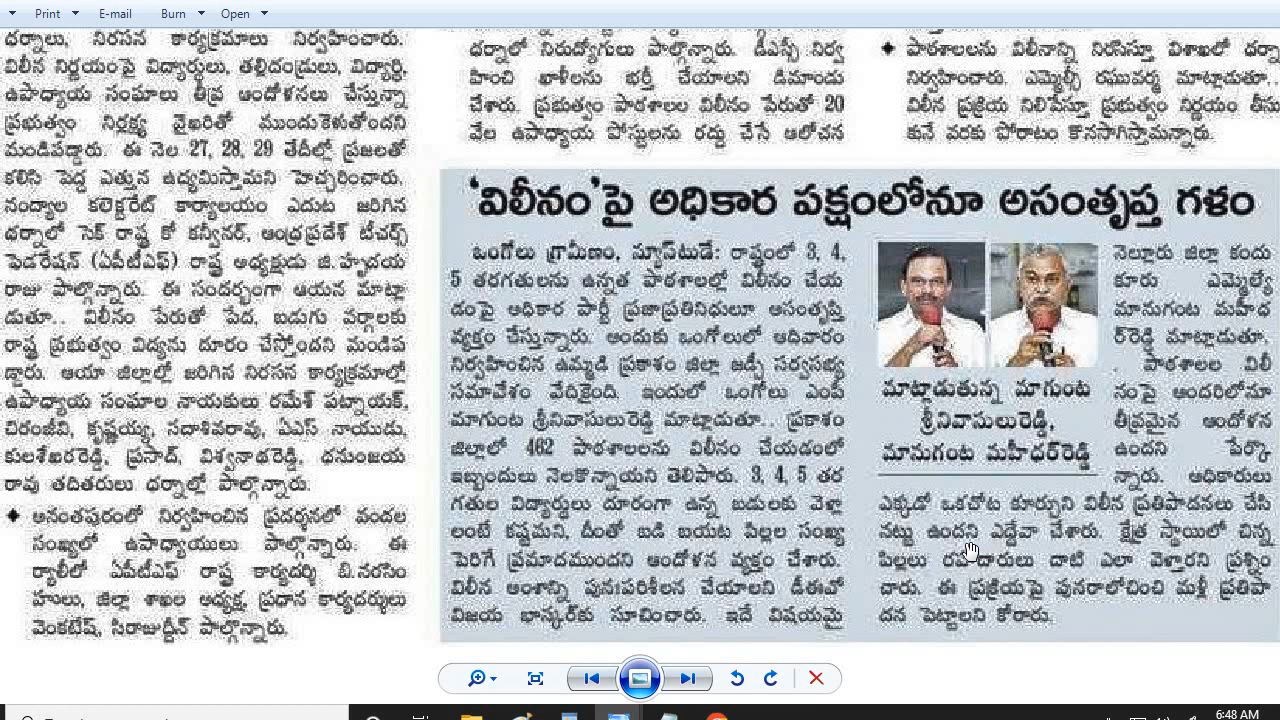 Print E-mail Burn Open
ధర్నాలు, నిరసన కార్యక్రమాలు నిర్వహించారు.
విలీన నిర్ణయంపై విద్యార్థులు, తల్లిదండ్రులు, విద్యార్థి,
ఉపాధ్యాయ సంఘాలు తీవ్ర ఆందోళనలు చేస్తున్నా
ప్రభుత్వం నిర్లక్ష్య వైఖరితో ముందుకెళుతోందని
మండిపడ్డారు. ఈ నెల 27, 28, 29 తేదీల్లో ప్రజలతో
కలిసి పెద్ద ఎత్తున ఉద్యమిస్తామని హెచ్చరించారు.
నంద్యాల కలెక్టరేట్ కార్యాలయం ఎదుట జరిగిన
ధర్నాలో సెక్ రాష్ట్ర కో కన్వీనర్, ఆంధ్రప్రదేశ్ టీచర్స్
ఫెడరేషన్ (ఏపీటీఎఫ్) రాష్ట్ర అధ్యక్షుడు జి.హృదయ
రాజు పాల్గొన్నారు. ఈ సందర్భంగా ఆయన మాట్లా
డుతూ.. విలీనం పేరుతో పేద, బడుగు వర్గాలకు
రాష్ట్ర ప్రభుత్వం విద్యను దూరం చేస్తోందని మండిప
డ్డారు. ఆయా జిల్లాల్లో జరిగిన నిరసన కార్యక్రమాల్లో
ఉపాధ్యాయ సంఘాల నాయకులు రమేశ్ పట్నాయక్,
చిరంజీవి, కృష్ణయ్య, సదాశివరావు, ఏఎస్ నాయుడు,
కులశేఖరరెడ్డి, ప్రసాద్, విశ్వనాథరెడ్డి, ధనుంజయ
రావు తదితరులు ధర్నాల్లో పాల్గొన్నారు.
✦ అనంతపురంలో నిర్వహించిన ప్రదర్శనలో వందల
సంఖ్యలో ఉపాధ్యాయులు పాల్గొన్నారు. ఈ
ర్యాలీలో ఏపీటీఎఫ్ రాష్ట్ర కార్యదర్శి బి.నరసిం
హులు, జిల్లా శాఖల అధ్యక్ష, ప్రధాన కార్యదర్శులు
వెంకటేష్, సిరాజుద్దీన్ పాల్గొన్నారు.
ధర్నాలో నిరుద్యోగులు పాల్గొన్నారు. డీఎస్సీ నిర్వ
హించి ఖాళీలను భర్తీ చేయాలని డిమాండు
చేశారు. ప్రభుత్వం పాఠశాలల విలీనం పేరుతో 20
వేల ఉపాధ్యాయ పోస్టులను రద్దు చేసే ఆలోచన
✦ పాఠశాలలను విలీనాన్ని నిరసిస్తూ విశాఖలో ధర్నా
నిర్వహించారు. ఎమ్మెల్సీ రఘువర్మ మాట్లాడుతూ..
విలీన ప్రక్రియ నిలిపేస్తూ ప్రభుత్వం నిర్ణయం తీసు
కునే వరకు పోరాటం కొనసాగిస్తామన్నారు.
‘విలీనం’పై అధికార పక్షంలోనూ అసంతృప్త గళం
ఒంగోలు గ్రామీణం, న్యూస్‌టుడే: రాష్ట్రంలో 3, 4,
5 తరగతులను ఉన్నత పాఠశాలల్లో విలీనం చేయ
డంపై అధికార పార్టీ ప్రజాప్రతినిధులూ అసంతృప్తి
వ్యక్తం చేస్తున్నారు. అందుకు ఒంగోలులో ఆదివారం
నిర్వహించిన ఉమ్మడి ప్రకాశం జిల్లా జడ్పీ సర్వసభ్య
సమావేశం వేదికైంది. ఇందులో ఒంగోలు ఎంపీ
మాగుంట శ్రీనివాసులురెడ్డి మాట్లాడుతూ.. ప్రకాశం
జిల్లాలో 462 పాఠశాలలను విలీనం చేయడంలో
ఇబ్బందులు నెలకొన్నాయని తెలిపారు. 3, 4, 5 తర
గతుల విద్యార్థులు దూరంగా ఉన్న బడులకు వెళ్లా
లంటే కష్టమని, దీంతో బడి బయట పిల్లల సంఖ్య
పెరిగే ప్రమాదముందని ఆందోళన వ్యక్తం చేశారు.
విలీన అంశాన్ని పునఃపరిశీలన చేయాలని డీఈవో
విజయ భాస్కర్‌కు సూచించారు. ఇదే విషయమై
మాట్లాడుతున్న మాగుంట
శ్రీనివాసులురెడ్డి,
మానుగుంట మహీధర్‌రెడ్డి
నెల్లూరు జిల్లా కందు
కూరు ఎమ్మెల్యే
మానుగంట మహీధ
ర్‌రెడ్డి మాట్లాడుతూ.
. పాఠశాలల విలీ
నంపై అందరిలోనూ
తీవ్రమైన ఆందోళన
ఉందని పేర్కొ
న్నారు. అధికారులు
ఎక్కడో ఒకచోట కూర్చుని విలీన ప్రతిపాదనలు చేసి
నట్లు ఉందని ఎద్దేవా చేశారు. క్షేత్ర స్థాయిలో చిన్న
పిల్లలు రహదారులు దాటి ఎలా వెళ్తారని ప్రశ్నిం
చారు. ఈ ప్రక్రియపై పునరాలోచించి మళ్లీ ప్రతిపా
దన పెట్టాలని కోరారు.
6:48 AM